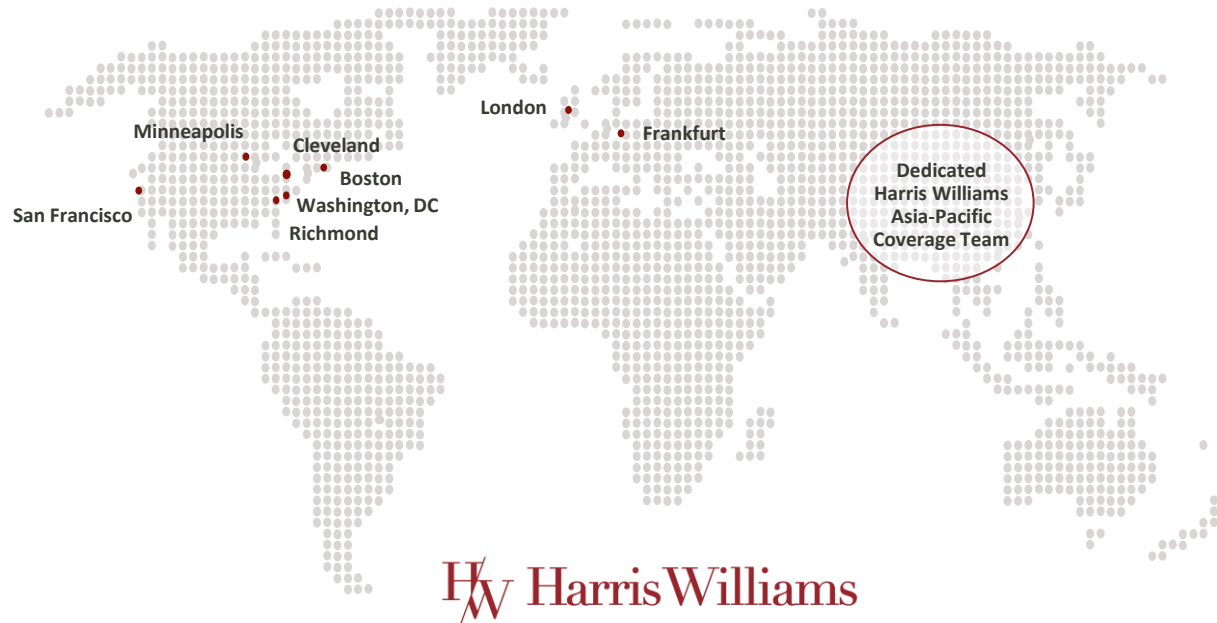 London
Minneapolis
Frankfurt
Cleveland
Boston
San Francisco
Washington, DC
Richmond
Dedicated
Harris Williams
Asia-Pacific
Coverage Team
HW Harris Williams